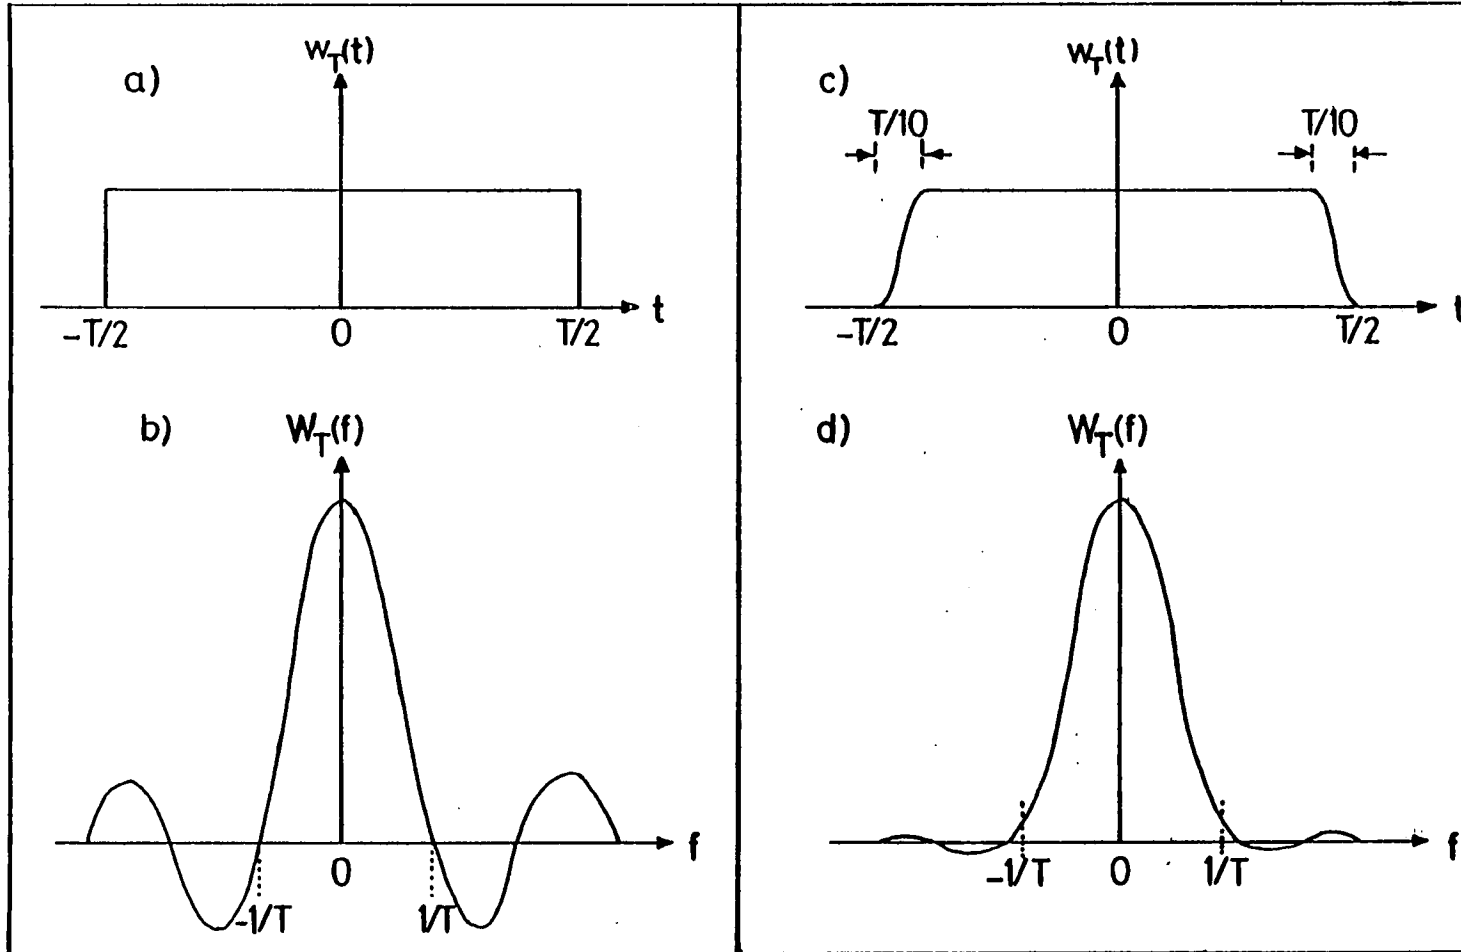 a)
w_T(t)
-T/2
0
T/2
t
b)
W_T(f)
-1/T
0
1/T
f
c)
w_T(t)
T/10
T/10
-T/2
0
T/2
t
d)
W_T(f)
-1/T
0
1/T
f